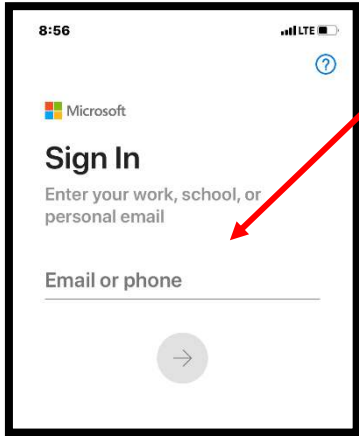 8:56 LTE
?
Microsoft
Sign In
Enter your work, school, or
personal email
Email or phone